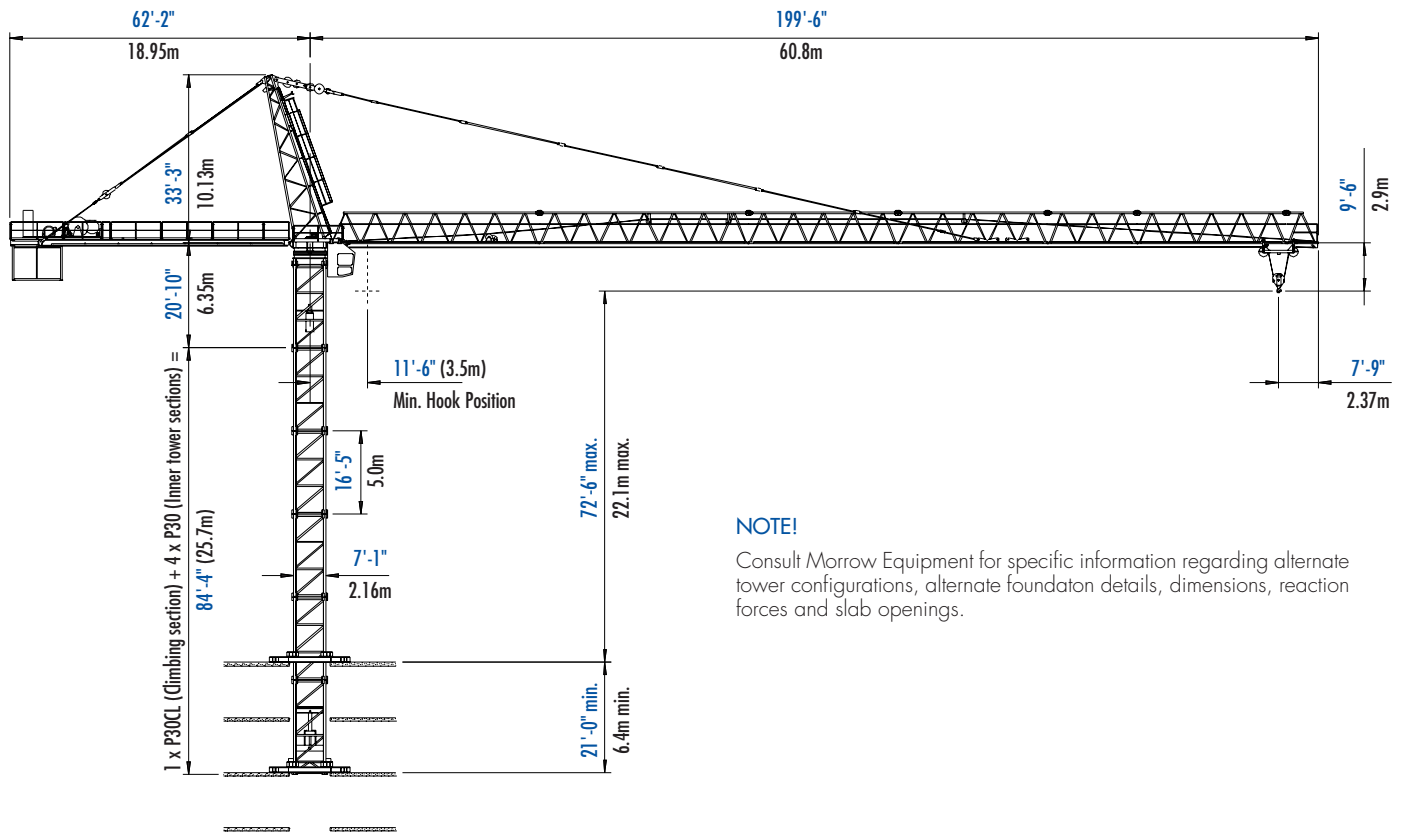 62'-2"
18.95m
199'-6"
60.8m
33'-3"
10.13m
9'-6"
2.9m
20'-10"
6.35m
11'-6" (3.5m)
Min. Hook Position
7'-9"
2.37m
1 x P30CL (Climbing section) + 4 x P30 (Inner tower sections) =
84'-4" (25.7m)
16'-5"
5.0m
72'-6" max.
22.1m max.
7'-1"
2.16m
NOTE!
Consult Morrow Equipment for specific information regarding alternate
tower configurations, alternate foundaton details, dimensions, reaction
forces and slab openings.
21'-0" min.
6.4m min.